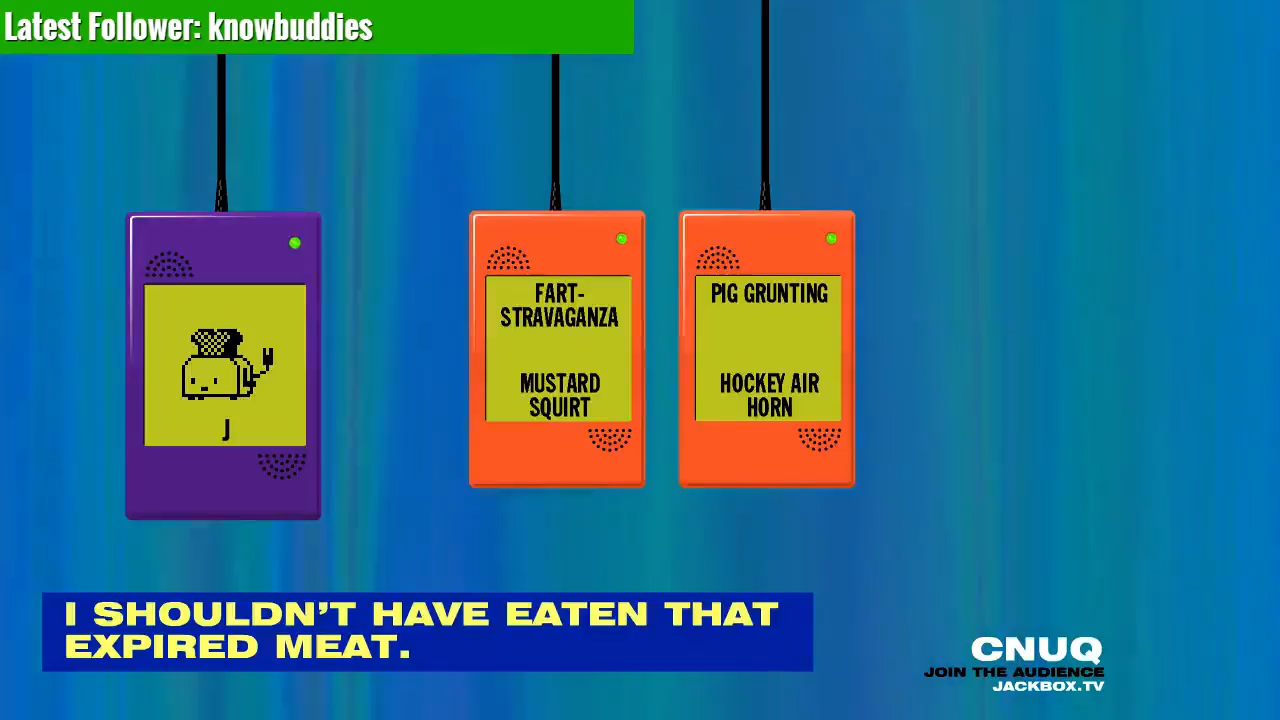 Latest Follower: knowbuddies
J
FART-
STRAVAGANZA
MUSTARD
SQUIRT
PIG GRUNTING
HOCKEY AIR
HORN
I SHOULDN'T HAVE EATEN THAT
EXPIRED MEAT.
CNUQ
JOIN THE AUDIENCE
JACKBOX.TV